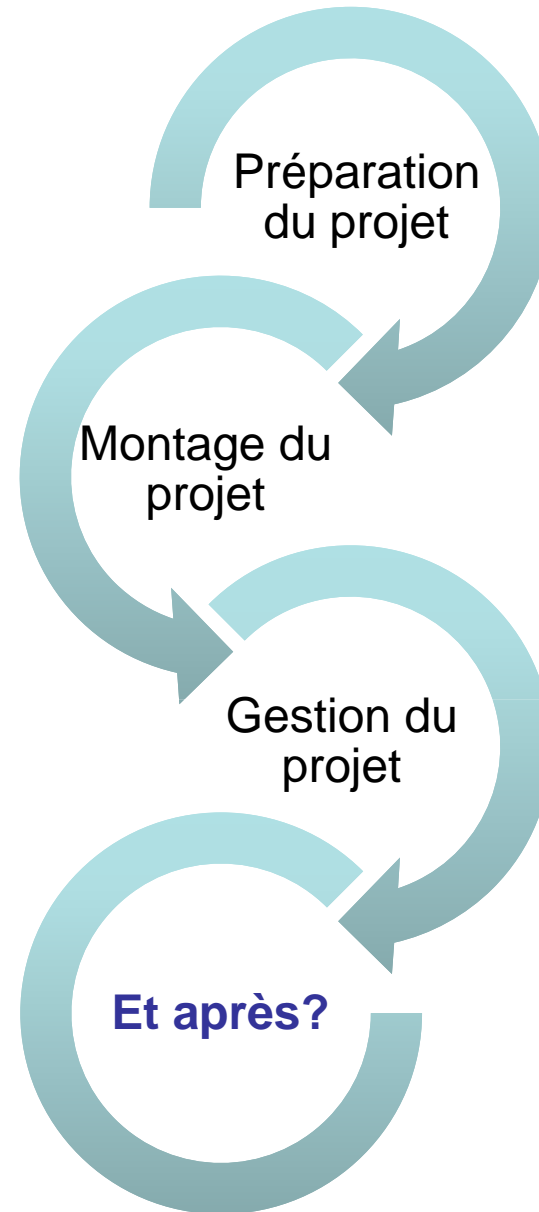 Préparation
du projet
Montage du
projet
Gestion du
projet
Et après?